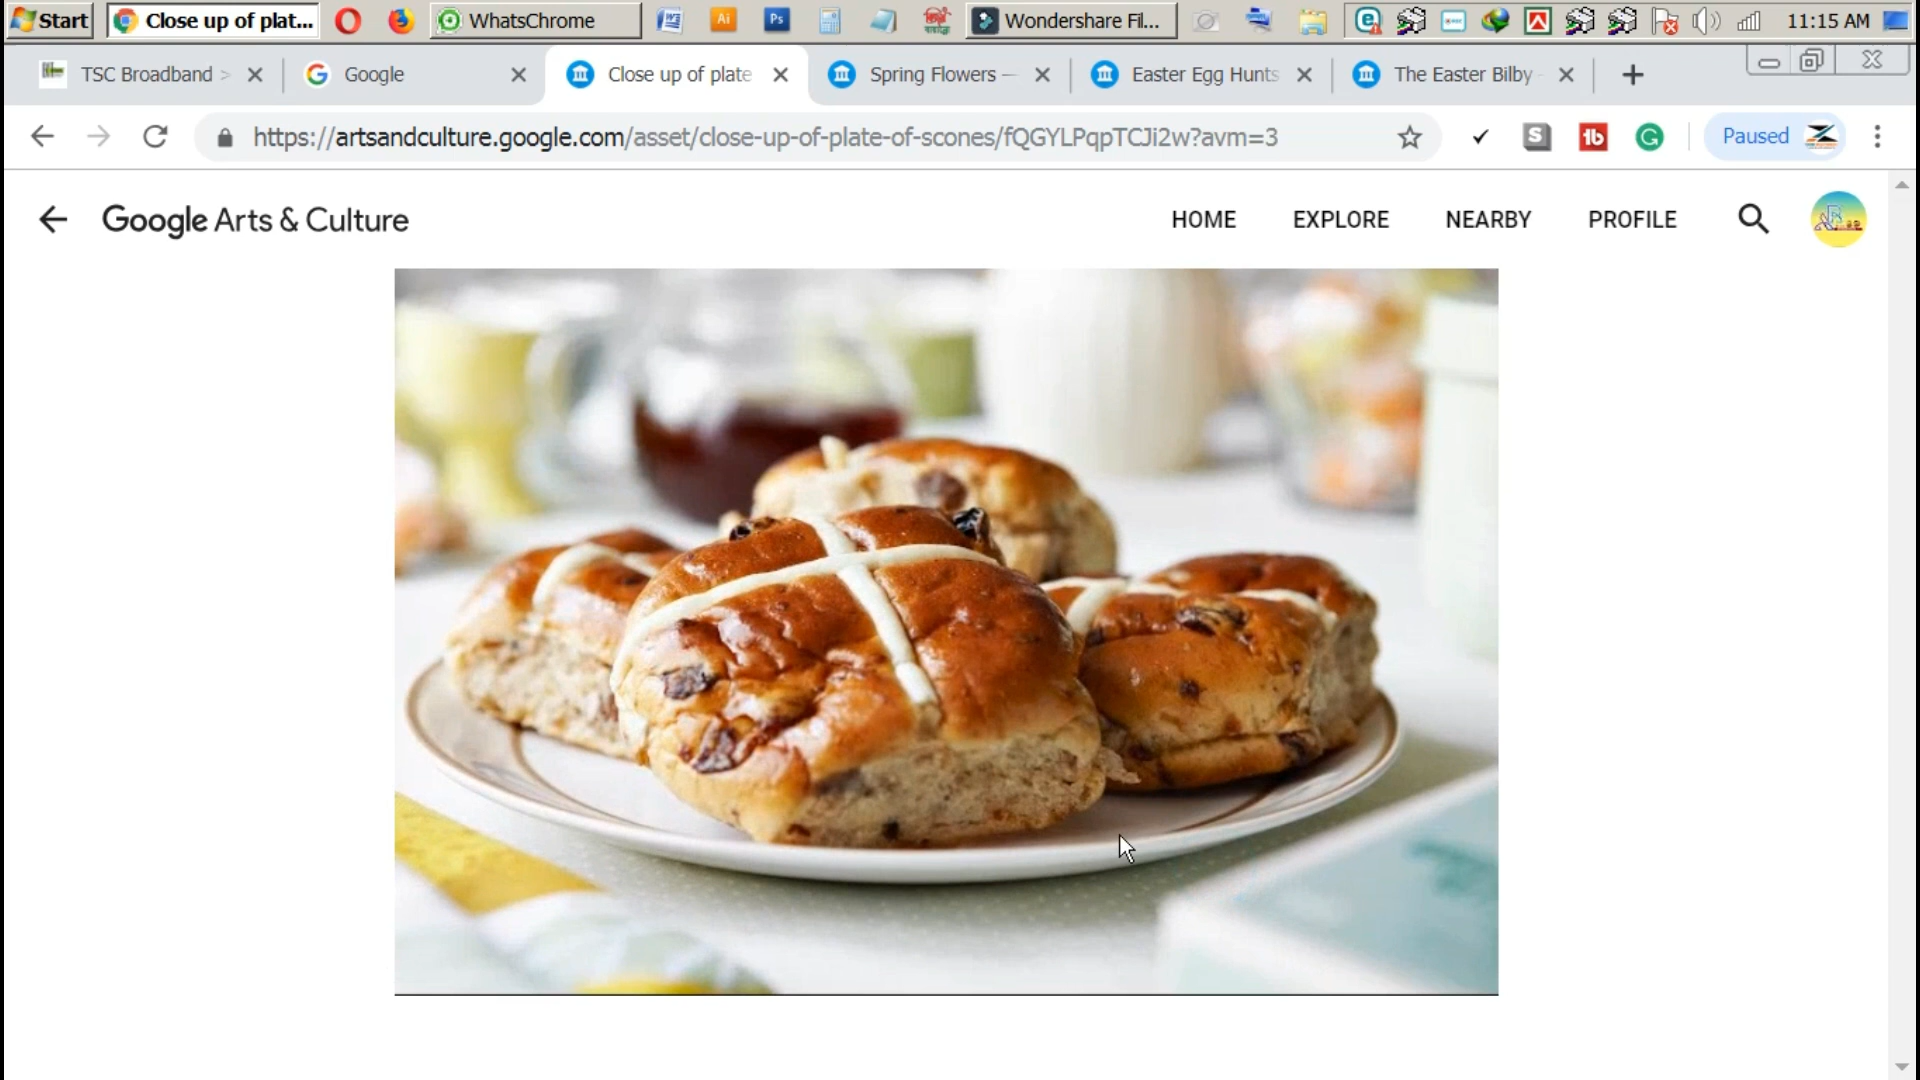 Start
Close up of plat...
WhatsChrome
Wondershare Fil...
11:15 AM
TSC Broadband >
Google
Close up of plate
Spring Flowers —
Easter Egg Hunts
The Easter Bilby -
https://artsandculture.google.com/asset/close-up-of-plate-of-scones/fQGYLPqpTCJi2w?avm=3
Paused
Google Arts & Culture
HOME
EXPLORE
NEARBY
PROFILE